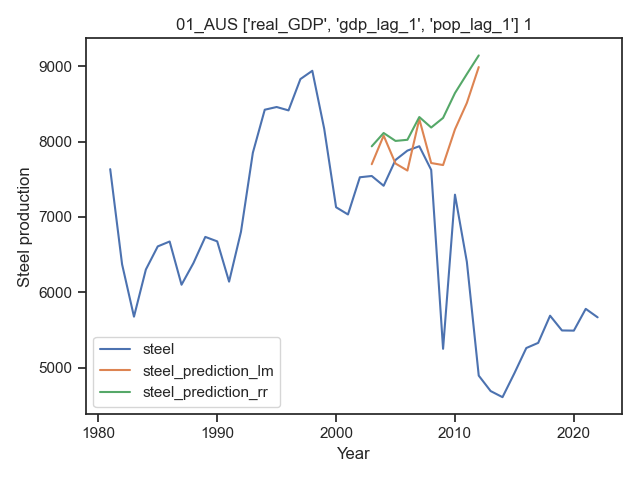 01_AUS ['real_GDP', 'gdp_lag_1', 'pop_lag_1'] 1
9000
8000
7000
6000
5000
Steel production
steel
steel_prediction_lm
steel_prediction_rr
1980 1990 2000 2010 2020
Year